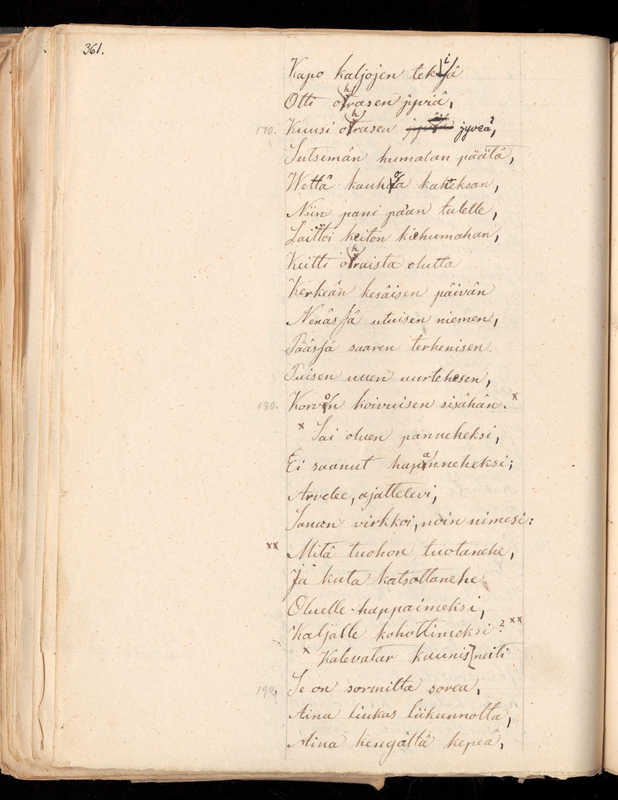 361.
Kapo kaljojen tekiä
Otti ohrasen jyviä,
170. Kuusi ohrasen jyveä,
Seitsemän humalan päätä,
Wettä kauhoa kaheksan,
Niin pani pa'an tulelle,
Laittoi keiton kiehumahan,
Keitti ohraista olutta
Kerkeän kesäisen päivän
Nenässä utuisen niemen,
Päässä saaren terhenisen
Puisen uuen uurtehesen,
180. Korvon koivuisen sisähän. x
x Sai oluen panneheksi,
Ei saanut hapanneheksi;
Arvelee, ajattelevi,
Sanan virkkoi, noin nimesi:
xx Mitä tuohon tuotanehe,
Ja kuta katsottanehe
Oluelle happaimeksi,
Kaljalle kohottimeksi? xx
x Kalevatar kaunis neiti
190. Se on sormilta sorea,
Aina liukas liikunnolta,
Aina kengältä kepeä,